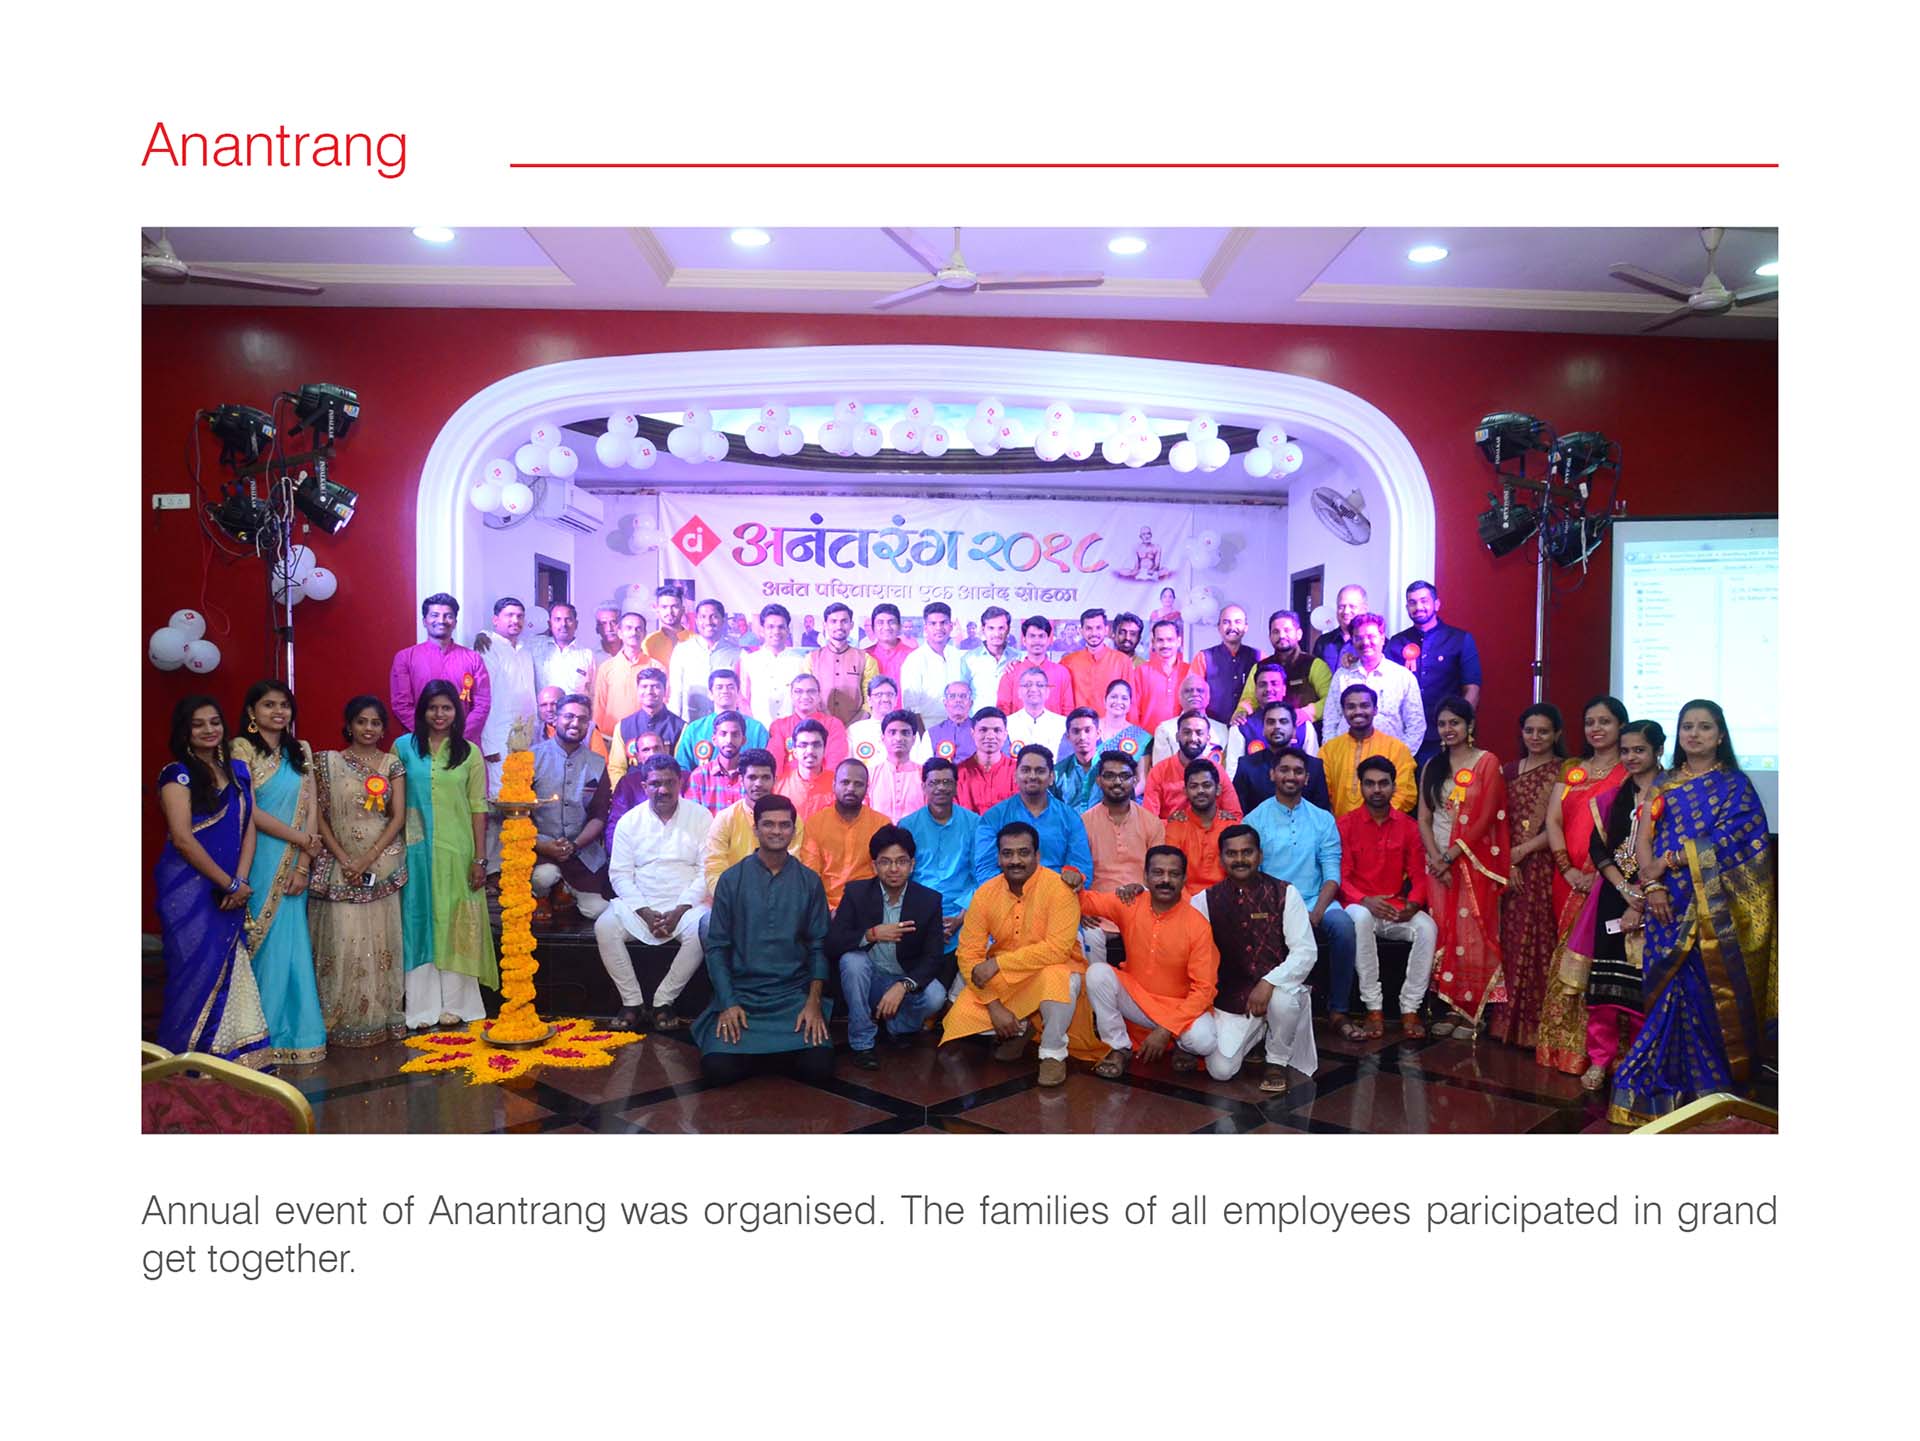 Anantrang
अनंतरंग २०१८
अनंत परिवाराचा एक आनंद सोहळा
Annual event of Anantrang was organised. The families of all employees paricipated in grand
get together.